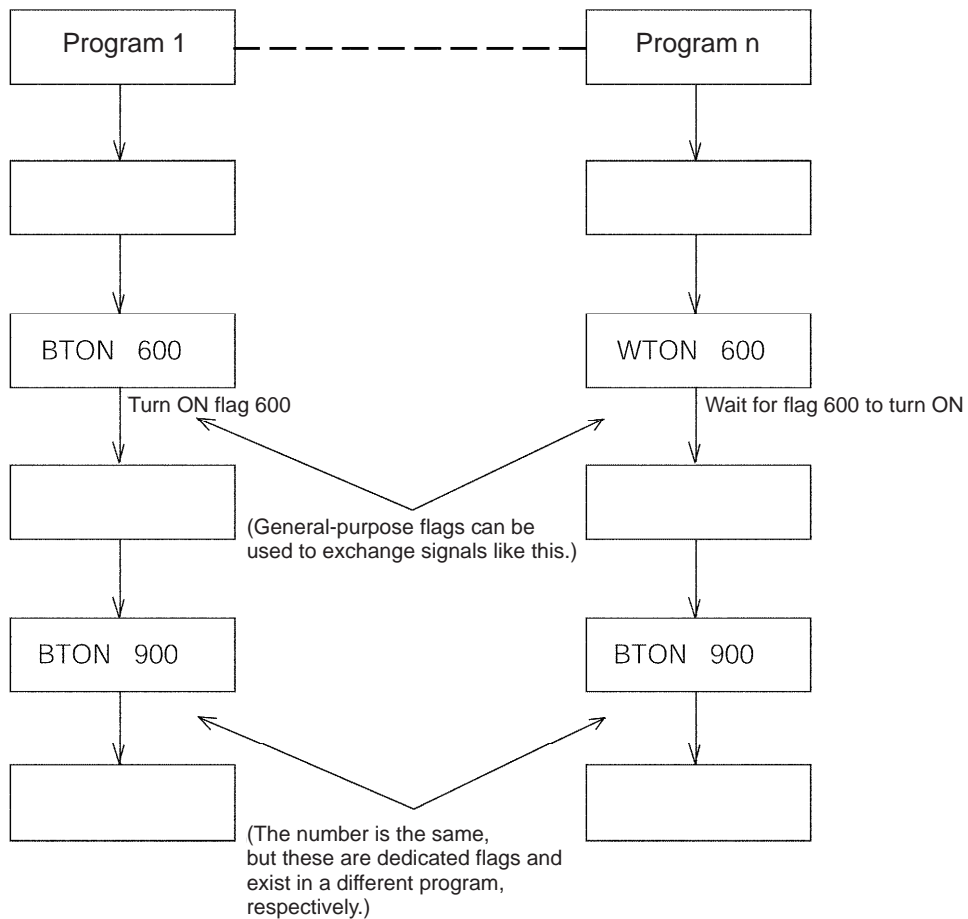 Program 1
Program n
BTON 600
WTON 600
Turn ON flag 600
Wait for flag 600 to turn ON
(General-purpose flags can be
used to exchange signals like this.)
BTON 900
BTON 900
(The number is the same,
but these are dedicated flags and
exist in a different program,
respectively.)